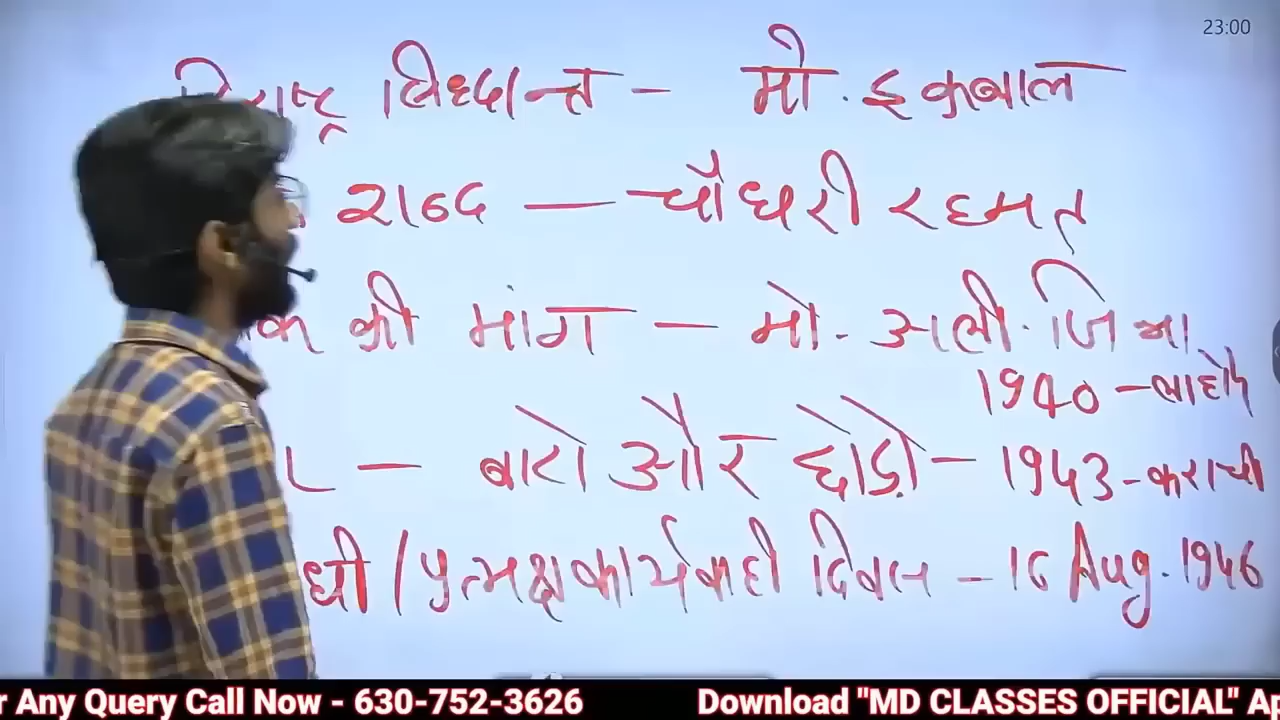 23:00
सिध्दान्त - मो. इकबाल
शब्द - चौधरी रहमत
की मांग - मो. अली. जिन्ना
1940 - लाहौर
L - बाटो और छोड़ो - 1943 - कराची
धी / प्रत्यक्ष कार्यवाही दिवस - 16 Aug. 1946
r Any Query Call Now - 630-752-3626 Download "MD CLASSES OFFICIAL" Ap